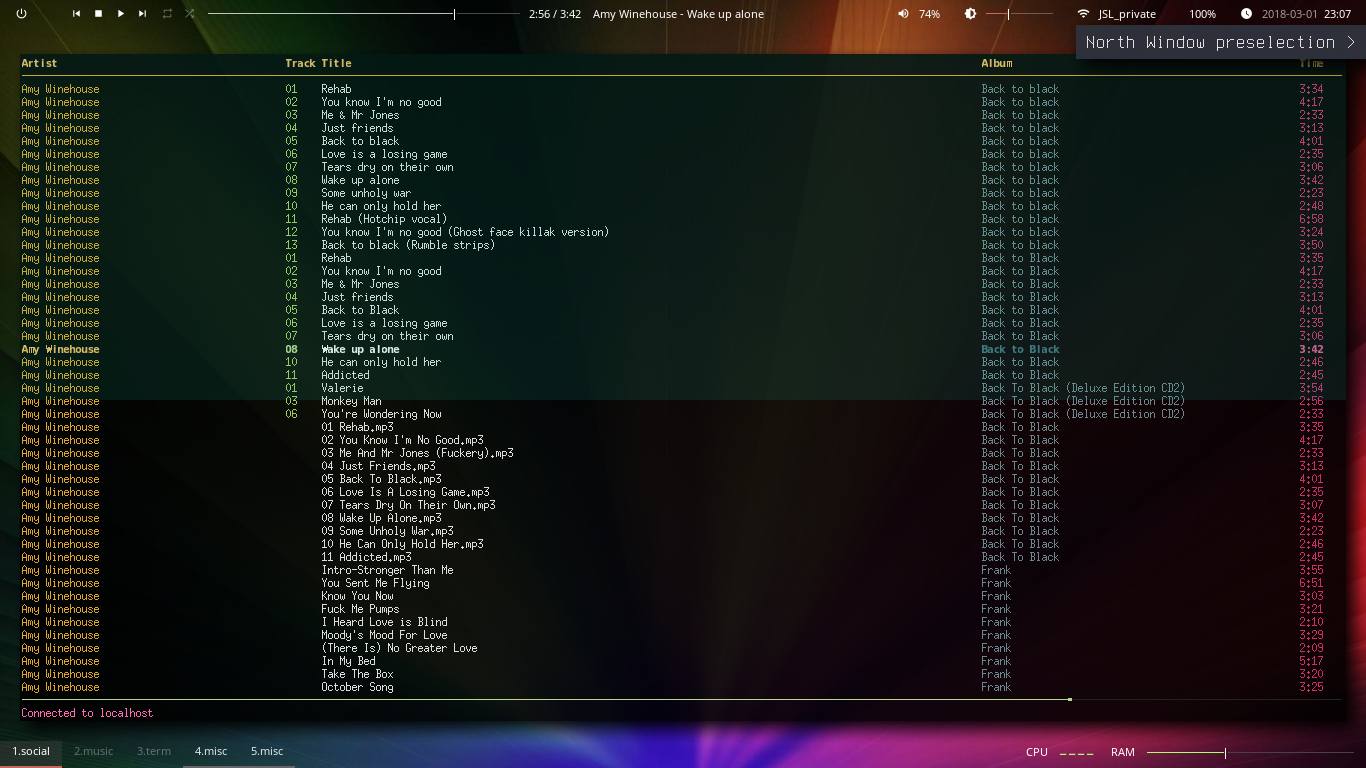 2:56 / 3:42 Amy Winehouse - Wake up alone 74% JSL_private 100% 2018-03-01 23:07
North Window preselection >
Artist Track Title Album Time
Amy Winehouse 01 Rehab Back to black 3:34
Amy Winehouse 02 You know I'm no good Back to black 4:17
Amy Winehouse 03 Me & Mr Jones Back to black 2:33
Amy Winehouse 04 Just friends Back to black 3:13
Amy Winehouse 05 Back to black Back to black 4:01
Amy Winehouse 06 Love is a losing game Back to black 2:35
Amy Winehouse 07 Tears dry on their own Back to black 3:06
Amy Winehouse 08 Wake up alone Back to black 3:42
Amy Winehouse 09 Some unholy war Back to black 2:23
Amy Winehouse 10 He can only hold her Back to black 2:48
Amy Winehouse 11 Rehab (Hotchip vocal) Back to black 6:58
Amy Winehouse 12 You know I'm no good (Ghost face killak version) Back to black 3:24
Amy Winehouse 13 Back to black (Rumble strips) Back to black 3:50
Amy Winehouse 01 Rehab Back to Black 3:35
Amy Winehouse 02 You know I'm no good Back to Black 4:17
Amy Winehouse 03 Me & Mr Jones Back to Black 2:33
Amy Winehouse 04 Just friends Back to Black 3:13
Amy Winehouse 05 Back to Black Back to Black 4:01
Amy Winehouse 06 Love is a losing game Back to Black 2:35
Amy Winehouse 07 Tears dry on their own Back to Black 3:06
Amy Winehouse 08 Wake up alone Back to Black 3:42
Amy Winehouse 10 He can only hold her Back to Black 2:46
Amy Winehouse 11 Addicted Back to Black 2:45
Amy Winehouse 01 Valerie Back To Black (Deluxe Edition CD2) 3:54
Amy Winehouse 03 Monkey Man Back To Black (Deluxe Edition CD2) 2:56
Amy Winehouse 06 You're Wondering Now Back To Black (Deluxe Edition CD2) 2:33
Amy Winehouse 01 Rehab.mp3 Back To Black 3:35
Amy Winehouse 02 You Know I'm No Good.mp3 Back To Black 4:17
Amy Winehouse 03 Me And Mr Jones (Fuckery).mp3 Back To Black 2:33
Amy Winehouse 04 Just Friends.mp3 Back To Black 3:13
Amy Winehouse 05 Back To Black.mp3 Back To Black 4:01
Amy Winehouse 06 Love Is A Losing Game.mp3 Back To Black 2:35
Amy Winehouse 07 Tears Dry On Their Own.mp3 Back To Black 3:07
Amy Winehouse 08 Wake Up Alone.mp3 Back To Black 3:42
Amy Winehouse 09 Some Unholy War.mp3 Back To Black 2:23
Amy Winehouse 10 He Can Only Hold Her.mp3 Back To Black 2:46
Amy Winehouse 11 Addicted.mp3 Back To Black 2:45
Amy Winehouse Intro-Stronger Than Me Frank 3:55
Amy Winehouse You Sent Me Flying Frank 6:51
Amy Winehouse Know You Now Frank 3:03
Amy Winehouse Fuck Me Pumps Frank 3:21
Amy Winehouse I Heard Love is Blind Frank 2:10
Amy Winehouse Moody's Mood For Love Frank 3:29
Amy Winehouse (There Is) No Greater Love Frank 2:09
Amy Winehouse In My Bed Frank 5:17
Amy Winehouse Take The Box Frank 3:20
Amy Winehouse October Song Frank 3:25
Connected to localhost
1.social 2.music 3.term 4.misc 5.misc CPU RAM